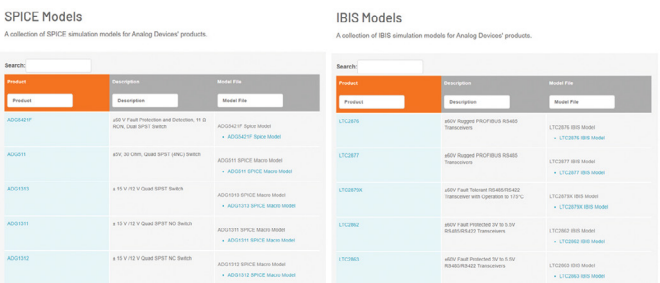 SPICE Models
A collection of SPICE simulation models for Analog Devices' products.
Search:
Product Description Model File
Product Description Model File
ADG5421F
±60 V Fault Protection and Detection, 11 Ω
RON, Dual SPST Switch
ADG5421F Spice Model
• ADG5421F Spice Model
ADG511
±5V, 30 Ohm, Quad SPST (4NC) Switch
ADG511 SPICE Macro Model
• ADG511 SPICE Macro Model
± 15 V /12 V Quad SPST Switch
ADG1313 SPICE Macro Model
• ADG1313 SPICE Macro Model
ADG1311
± 15 V /12 V Quad SPST NO Switch
ADG1311 SPICE Macro Model
• ADG1311 SPICE Macro Model
ADG1312
± 15 V /12 V Quad SPST NC Switch
ADG1312 SPICE Macro Model
• ADG1312 SPICE Macro Model
IBIS Models
A collection of IBIS simulation models for Analog Devices' products.
Search:
Product Description Model File
Product Description Model File
LTC2876
±60V Rugged PROFIBUS RS485
Transceivers
LTC2876 IBIS Model
• LTC2876 IBIS Model
LTC2877
±60V Rugged PROFIBUS RS485
Transceivers
LTC2877 IBIS Model
• LTC2877 IBIS Model
LTC2879X
±60V Fault Tolerant RS485/RS422
Transceiver with Operation to 175°C
LTC2879X IBIS Model
• LTC2879X IBIS Model
LTC2862
±60V Fault Protected 3V to 5.5V
RS485/RS422 Transceivers
LTC2862 IBIS Model
• LTC2862 IBIS Model
LTC2863
±60V Fault Protected 3V to 5.5V
RS485/RS422 Transceivers
LTC2863 IBIS Model
• LTC2863 IBIS Model